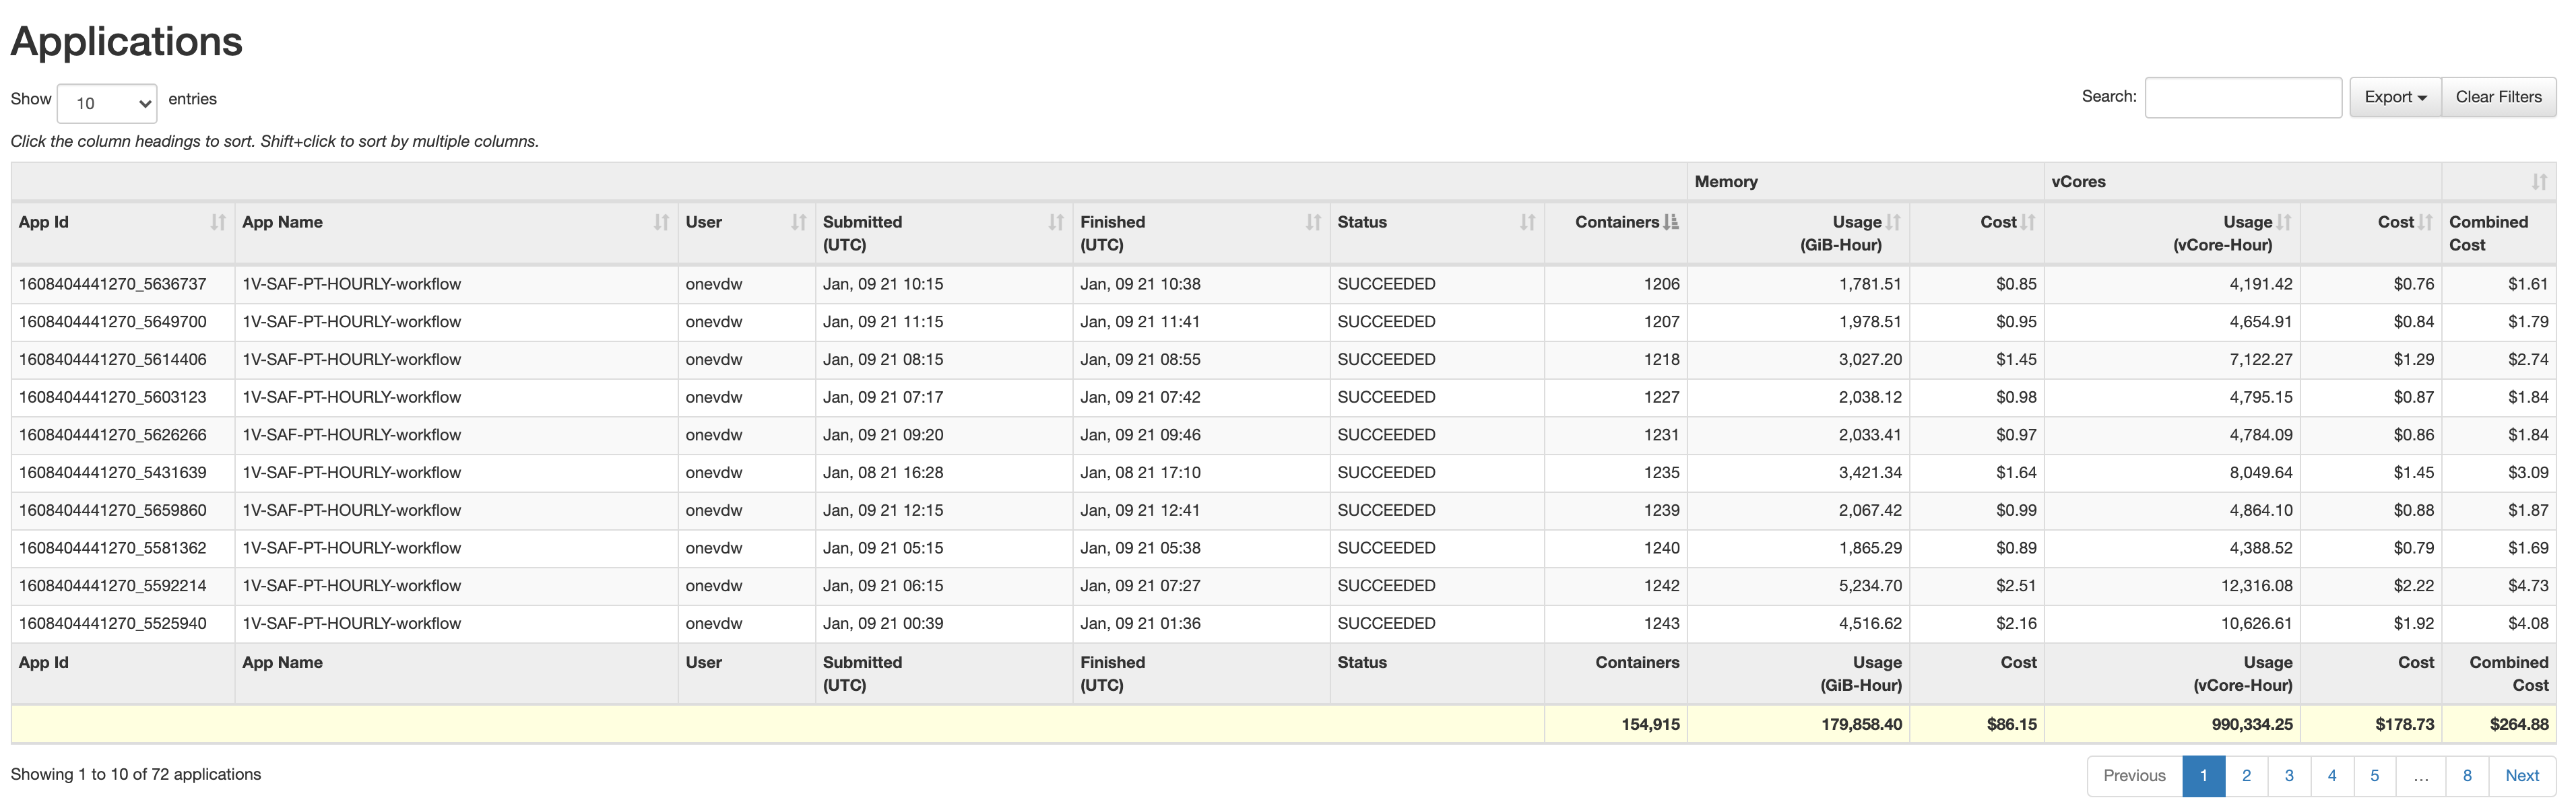 Applications
Show 10 entries
Search: Export Clear Filters
Click the column headings to sort. Shift+click to sort by multiple columns.
Memory vCores
App Id App Name User Submitted (UTC) Finished (UTC) Status Containers Usage (GiB-Hour) Cost Usage (vCore-Hour) Cost Combined Cost
1608404441270_5636737 1V-SAF-PT-HOURLY-workflow onevdw Jan, 09 21 10:15 Jan, 09 21 10:38 SUCCEEDED 1206 1,781.51 $0.85 4,191.42 $0.76 $1.61
1608404441270_5649700 1V-SAF-PT-HOURLY-workflow onevdw Jan, 09 21 11:15 Jan, 09 21 11:41 SUCCEEDED 1207 1,978.51 $0.95 4,654.91 $0.84 $1.79
1608404441270_5614406 1V-SAF-PT-HOURLY-workflow onevdw Jan, 09 21 08:15 Jan, 09 21 08:55 SUCCEEDED 1218 3,027.20 $1.45 7,122.27 $1.29 $2.74
1608404441270_5603123 1V-SAF-PT-HOURLY-workflow onevdw Jan, 09 21 07:17 Jan, 09 21 07:42 SUCCEEDED 1227 2,038.12 $0.98 4,795.15 $0.87 $1.84
1608404441270_5626266 1V-SAF-PT-HOURLY-workflow onevdw Jan, 09 21 09:20 Jan, 09 21 09:46 SUCCEEDED 1231 2,033.41 $0.97 4,784.09 $0.86 $1.84
1608404441270_5431639 1V-SAF-PT-HOURLY-workflow onevdw Jan, 08 21 16:28 Jan, 08 21 17:10 SUCCEEDED 1235 3,421.34 $1.64 8,049.64 $1.45 $3.09
1608404441270_5659860 1V-SAF-PT-HOURLY-workflow onevdw Jan, 09 21 12:15 Jan, 09 21 12:41 SUCCEEDED 1239 2,067.42 $0.99 4,864.10 $0.88 $1.87
1608404441270_5581362 1V-SAF-PT-HOURLY-workflow onevdw Jan, 09 21 05:15 Jan, 09 21 05:38 SUCCEEDED 1240 1,865.29 $0.89 4,388.52 $0.79 $1.69
1608404441270_5592214 1V-SAF-PT-HOURLY-workflow onevdw Jan, 09 21 06:15 Jan, 09 21 07:27 SUCCEEDED 1242 5,234.70 $2.51 12,316.08 $2.22 $4.73
1608404441270_5525940 1V-SAF-PT-HOURLY-workflow onevdw Jan, 09 21 00:39 Jan, 09 21 01:36 SUCCEEDED 1243 4,516.62 $2.16 10,626.61 $1.92 $4.08
App Id App Name User Submitted (UTC) Finished (UTC) Status Containers Usage (GiB-Hour) Cost Usage (vCore-Hour) Cost Combined Cost
154,915 179,858.40 $86.15 990,334.25 $178.73 $264.88
Showing 1 to 10 of 72 applications
Previous 1 2 3 4 5 … 8 Next